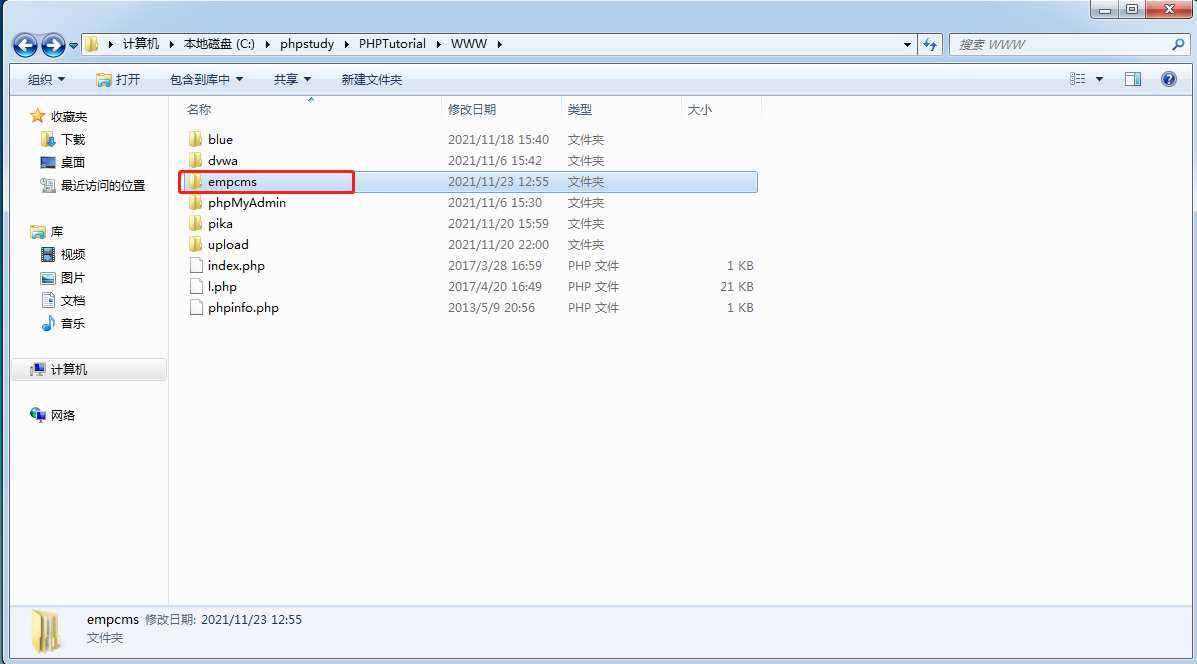 计算机 本地磁盘 (C:) phpstudy PHPTutorial WWW 搜索 WWW
组织 打开 包含到库中 共享 新建文件夹
收藏夹
下载
桌面
最近访问的位置
库
视频
图片
文档
音乐
计算机
网络
名称 修改日期 类型 大小
blue 2021/11/18 15:40 文件夹
dvwa 2021/11/6 15:42 文件夹
empcms 2021/11/23 12:55 文件夹
phpMyAdmin 2021/11/6 15:30 文件夹
pika 2021/11/20 15:59 文件夹
upload 2021/11/20 22:00 文件夹
index.php 2017/3/28 16:59 PHP 文件 1 KB
l.php 2017/4/20 16:49 PHP 文件 21 KB
phpinfo.php 2013/5/9 20:56 PHP 文件 1 KB
empcms 修改日期: 2021/11/23 12:55
文件夹